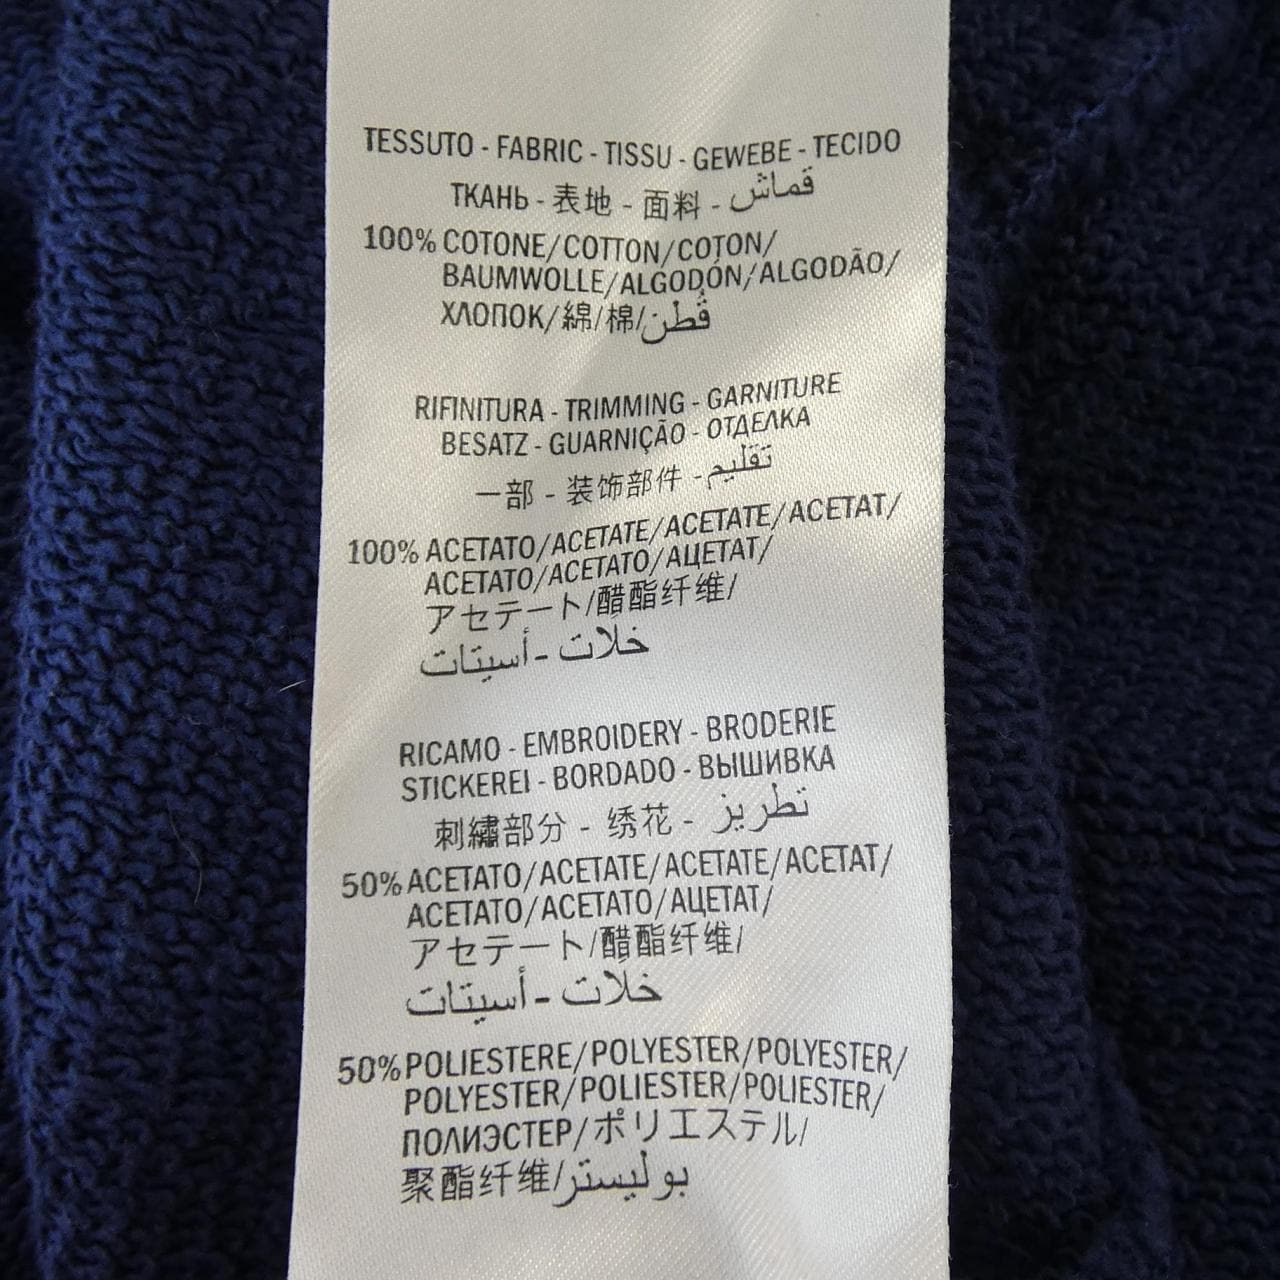 TESSUTO - FABRIC - TISSU - GEWEBE - TECIDO
ТКАНЬ - 表地 - 面料 - قماش
100% COTONE/COTTON/COTON/
BAUMWOLLE/ALGODÓN/ALGODÃO/
ХЛОПОК/綿/棉/قُطن
RIFINITURA - TRIMMING - GARNITURE
BESATZ - GUARNIÇÃO - ОТДЕЛКА
一部 - 装饰部件 - تقليم
100% ACETATO/ACETATE/ACETATE/ACETAT/
ACETATO/ACETATO/АЦЕТАТ/
アセテート/醋酯纤维/
خلات - أسيتات
RICAMO - EMBROIDERY - BRODERIE
STICKEREI - BORDADO - ВЫШИВКА
刺繍部分 - 绣花 - تطريز
50% ACETATO/ACETATE/ACETATE/ACETAT/
ACETATO/ACETATO/АЦЕТАТ/
アセテート/醋酯纤维/
خلات - أسيتات
50% POLIESTERE/POLYESTER/POLYESTER/
POLYESTER/POLIESTER/POLIESTER/
ПОЛИЭСТЕР/ポリエステル/
聚酯纤维/بوليستر